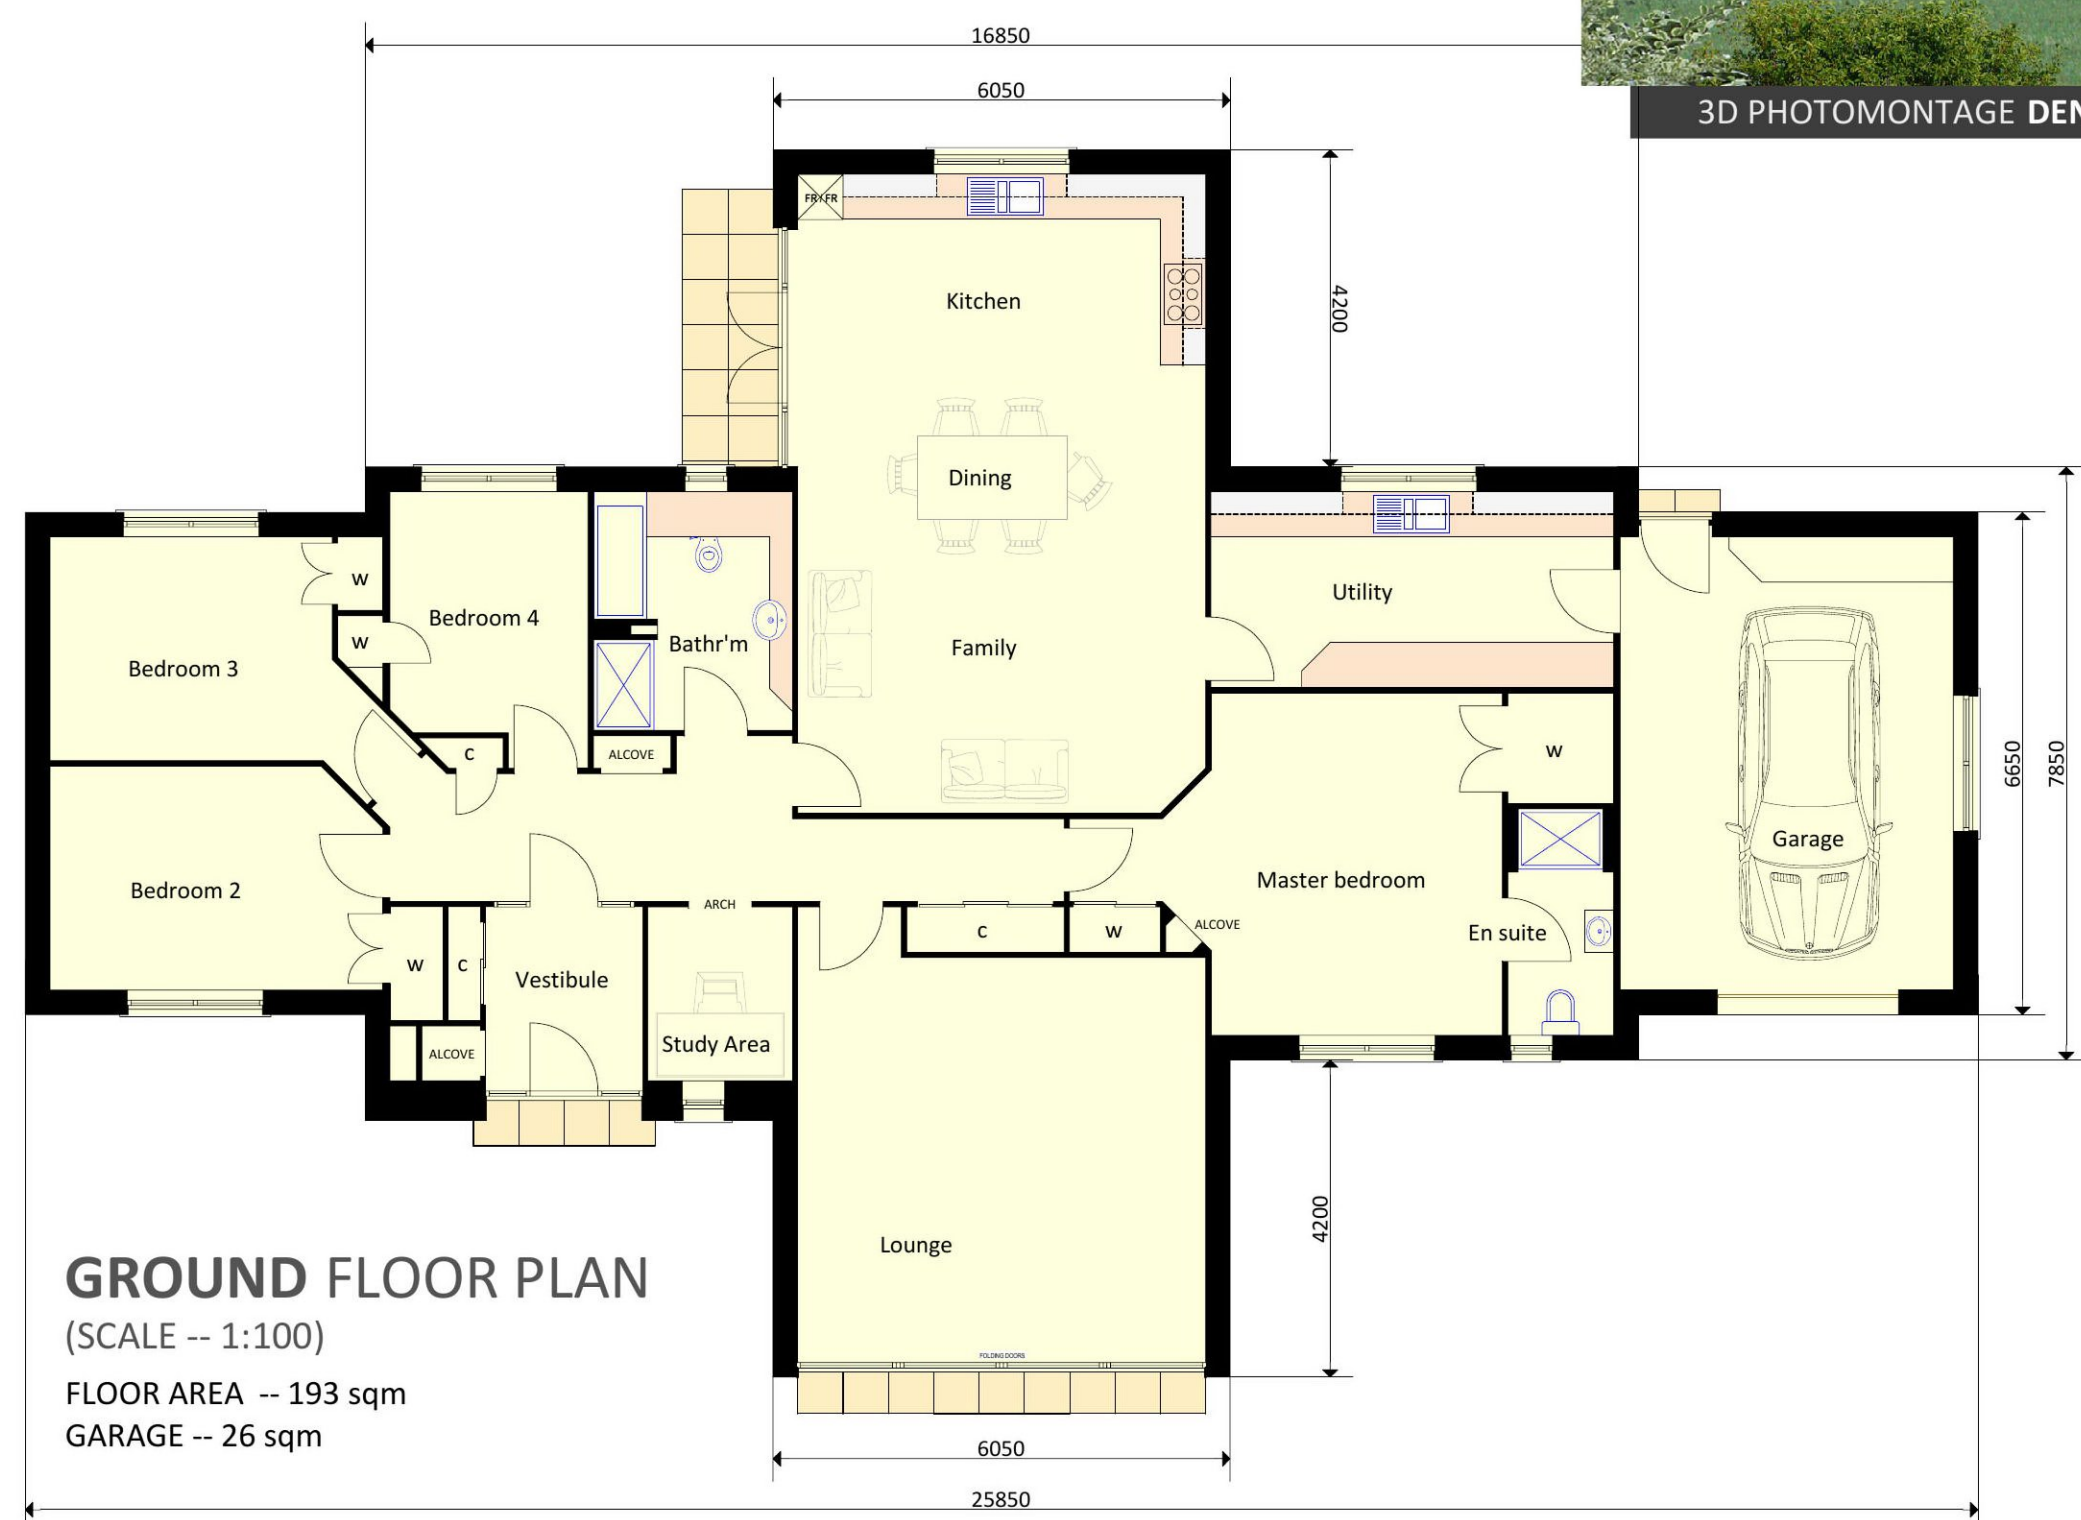 16850
6050
3D PHOTOMONTAGE DEN
FR/FR
4200
Kitchen
Dining
Family
Utility
Bedroom 4
Bathr'm
Bedroom 3
W
W
C
ALCOVE
W
6650
7850
Garage
Master bedroom
Bedroom 2
ARCH
C
W
ALCOVE
En suite
W
C
Vestibule
ALCOVE
Study Area
4200
Lounge
FOLDING DOORS
GROUND FLOOR PLAN
(SCALE -- 1:100)
FLOOR AREA -- 193 sqm
GARAGE -- 26 sqm
6050
25850